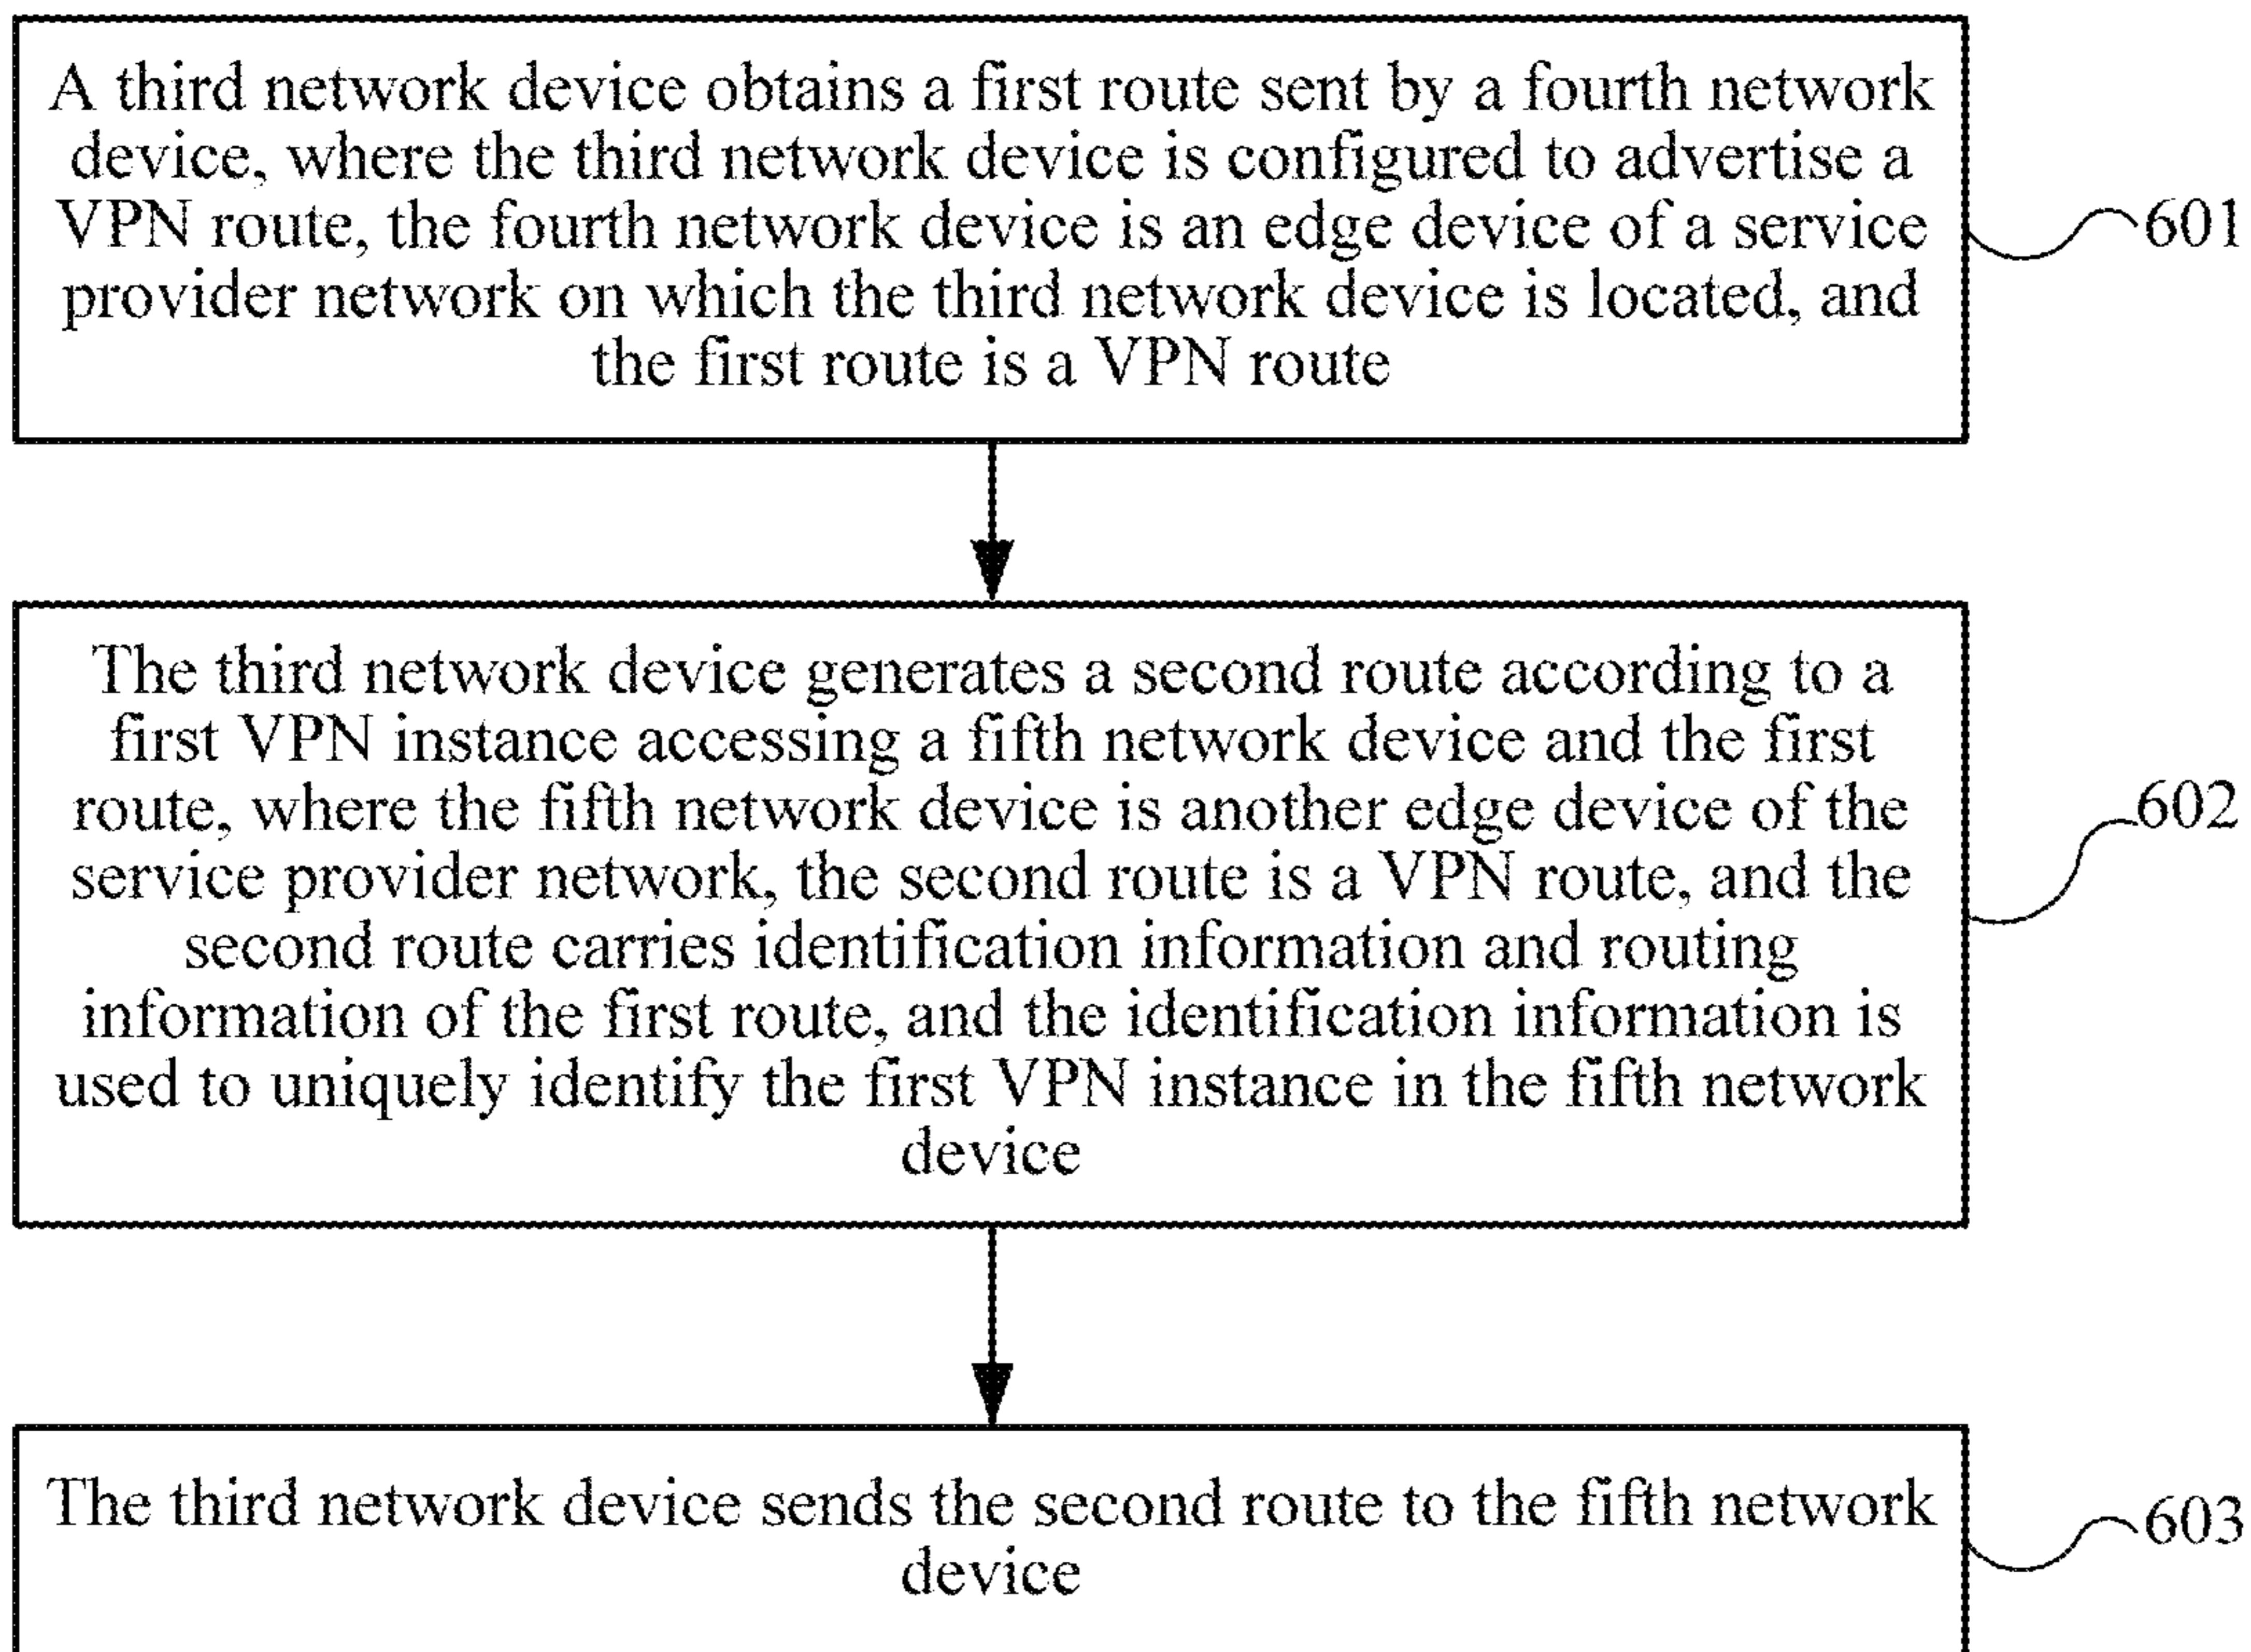 A third network device obtains a first route sent by a fourth network
device, where the third network device is configured to advertise a
VPN route, the fourth network device is an edge device of a service
provider network on which the third network device is located, and
the first route is a VPN route
601
The third network device generates a second route according to a
first VPN instance accessing a fifth network device and the first
route, where the fifth network device is another edge device of the
service provider network, the second route is a VPN route, and the
second route carries identification information and routing
information of the first route, and the identification information is
used to uniquely identify the first VPN instance in the fifth network
device
602
The third network device sends the second route to the fifth network
device
603